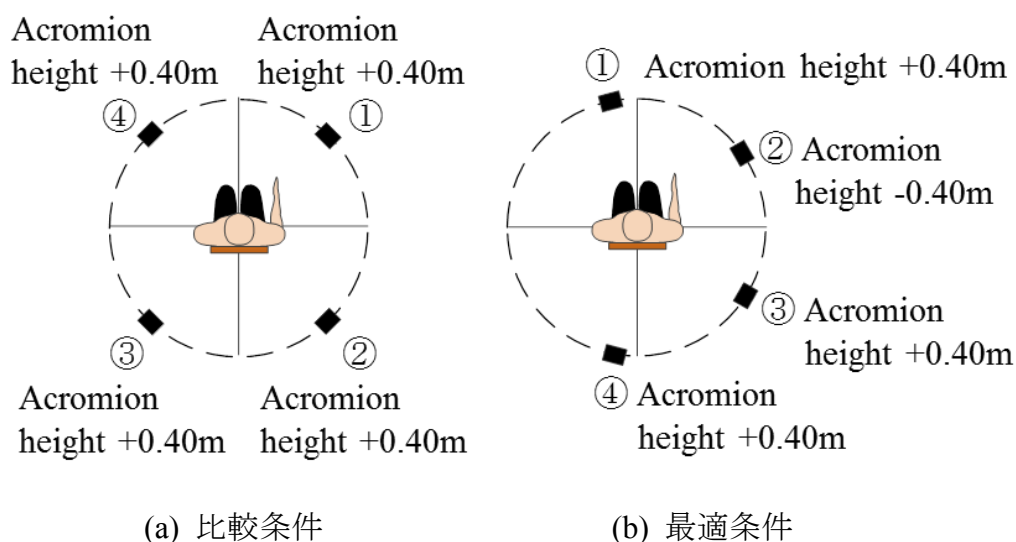 Acromion
height +0.40m
④
Acromion
height +0.40m
①
③
Acromion
height +0.40m
②
Acromion
height +0.40m
(a) 比較条件
① Acromion height +0.40m
② Acromion
height -0.40m
③ Acromion
height +0.40m
④ Acromion
height +0.40m
(b) 最適条件